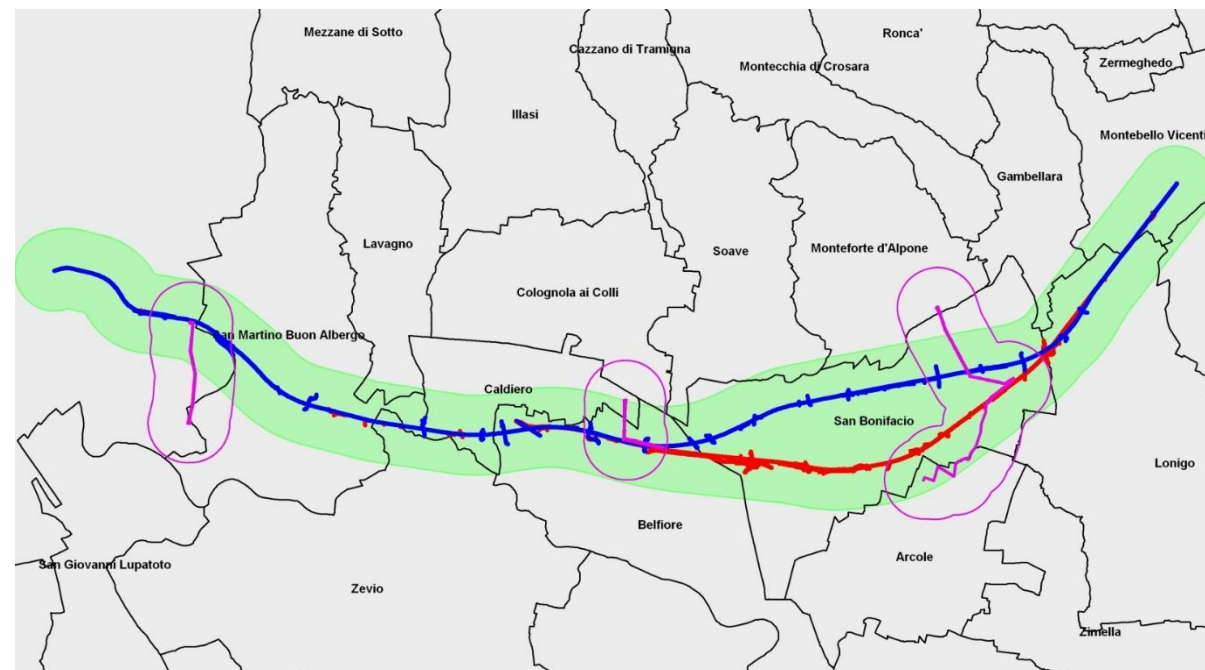 Mezzane di Sotto
Cazzano di Tramigna
Ronca'
Montecchia di Crosara
Zermeghedo
Illasi
Montebello Vicenti
Gambellara
Lavagno
Soave
Monteforte d'Alpone
Colognola ai Colli
San Martino Buon Albergo
Caldiero
San Bonifacio
Lonigo
Belfiore
Arcole
San Giovanni Lupatoto
Zevio
Zimella